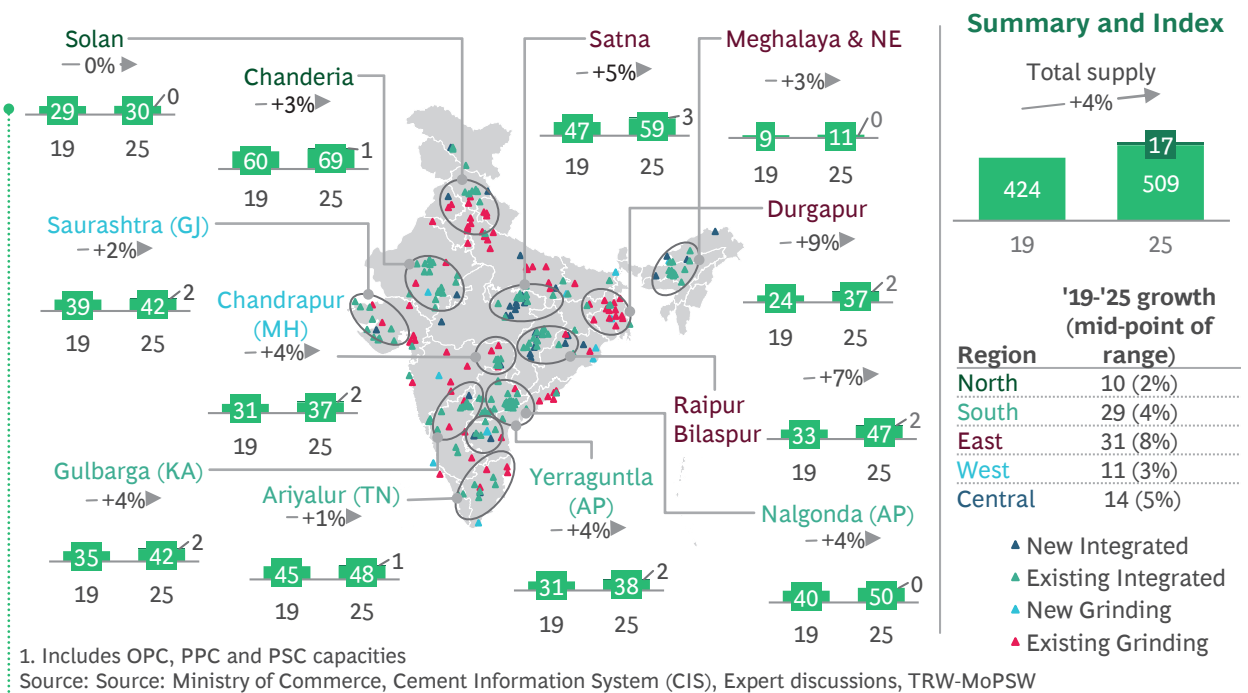 Solan
0%
29
30
0
19
25
Chanderia
+3%
60
69
1
19
25
Satna
+5%
47
59
3
19
25
Meghalaya & NE
+3%
9
11
0
19
25
Saurashtra (GJ)
+2%
39
42
2
19
25
Chandrapur
(MH)
+4%
31
37
2
19
25
Durgapur
+9%
24
37
2
19
25
+7%
Raipur
Bilaspur
33
47
2
19
25
Gulbarga (KA)
+4%
35
42
2
19
25
Ariyalur (TN)
+1%
45
48
1
19
25
Yerraguntla
(AP)
+4%
31
38
2
19
25
Nalgonda (AP)
+4%
40
50
0
19
25
Summary and Index
Total supply
+4%
17
424
509
19
25
'19-'25 growth
(mid-point of
Region range)
North 10 (2%)
South 29 (4%)
East 31 (8%)
West 11 (3%)
Central 14 (5%)
New Integrated
Existing Integrated
New Grinding
Existing Grinding
1. Includes OPC, PPC and PSC capacities
Source: Source: Ministry of Commerce, Cement Information System (CIS), Expert discussions, TRW-MoPSW